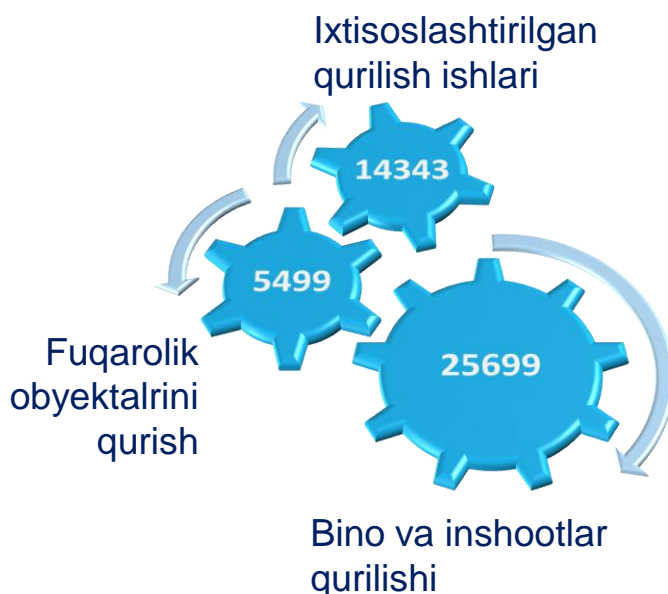 Ixtisoslashtirilgan
qurilish ishlari
14343
5499
25699
Fuqarolik
obyektalrini
qurish
Bino va inshootlar
qurilishi